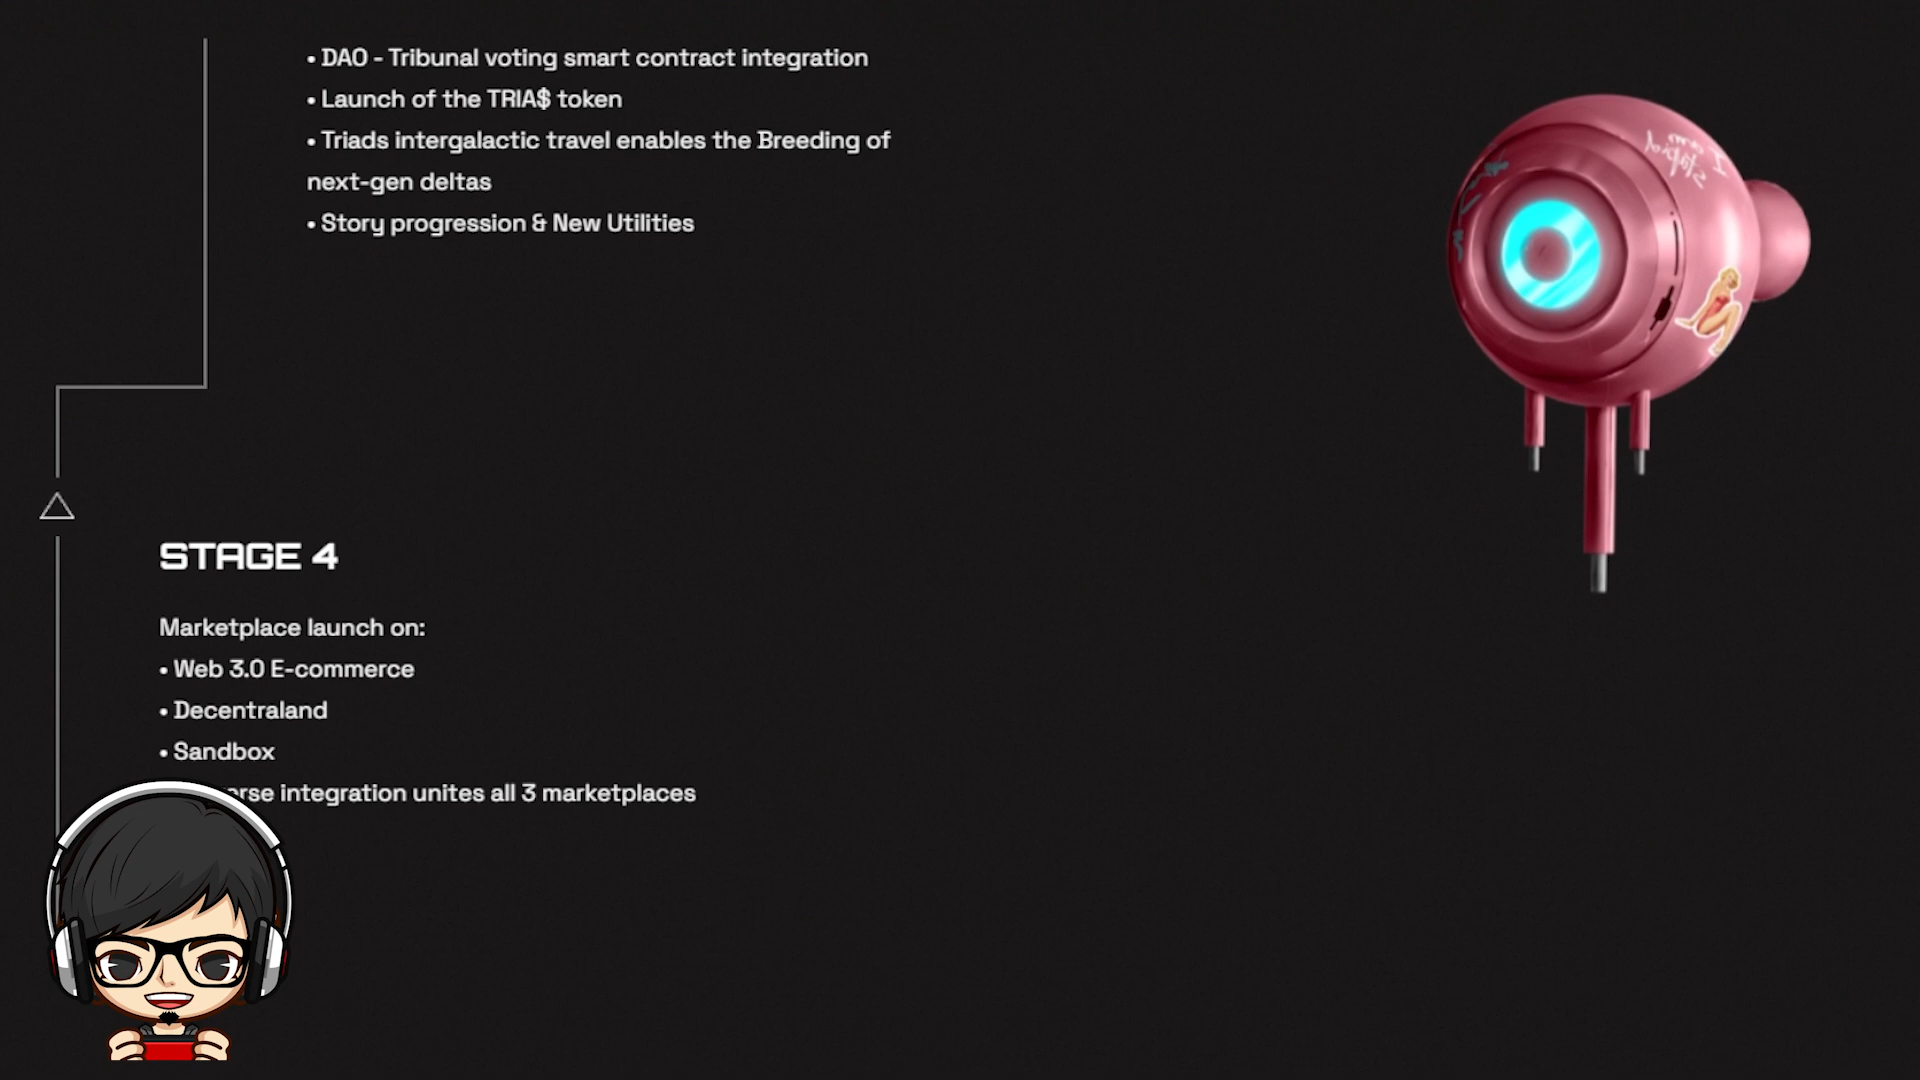 • DAO - Tribunal voting smart contract integration
• Launch of the TRIA$ token
• Triads intergalactic travel enables the Breeding of
next-gen deltas
• Story progression & New Utilities
STAGE 4
Marketplace launch on:
• Web 3.0 E-commerce
• Decentraland
• Sandbox
integration unites all 3 marketplaces